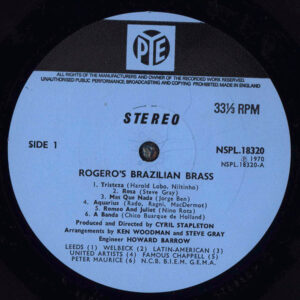 PYE
ALL RIGHTS OF THE MANUFACTURERS AND OWNER OF THE RECORDED WORK RESERVED.
UNAUTHORISED PUBLIC PERFORMANCE, BROADCASTING AND COPYING PROHIBITED. MADE IN ENGLAND
33⅓ RPM
STEREO
SIDE 1
NSPL.18320
℗ 1970
NSPL.18320-A
ROGERO'S BRAZILIAN BRASS
1. Tristeza (Harold Lobo, Niltinho)
2. Roxa (Steve Gray)
3. Mas Que Nada (Jorge Ben)
4. Aquarius (Rado, Ragni, MacDermot)
5. Romeo And Juliet (Nino Rota)
6. A Banda (Chico Busrque de Holland)
Produced and Directed by CYRIL STAPLETON
Arrangements by KEN WOODMAN and STEVE GRAY
Engineer HOWARD BARROW
LEEDS (1) WELBECK (2) LATIN-AMERICAN (3)
UNITED ARTISTS (4) FAMOUS CHAPPELL (5)
PETER MAURICE (6) N.C.B. B.I.E.M. G.E.M.A.